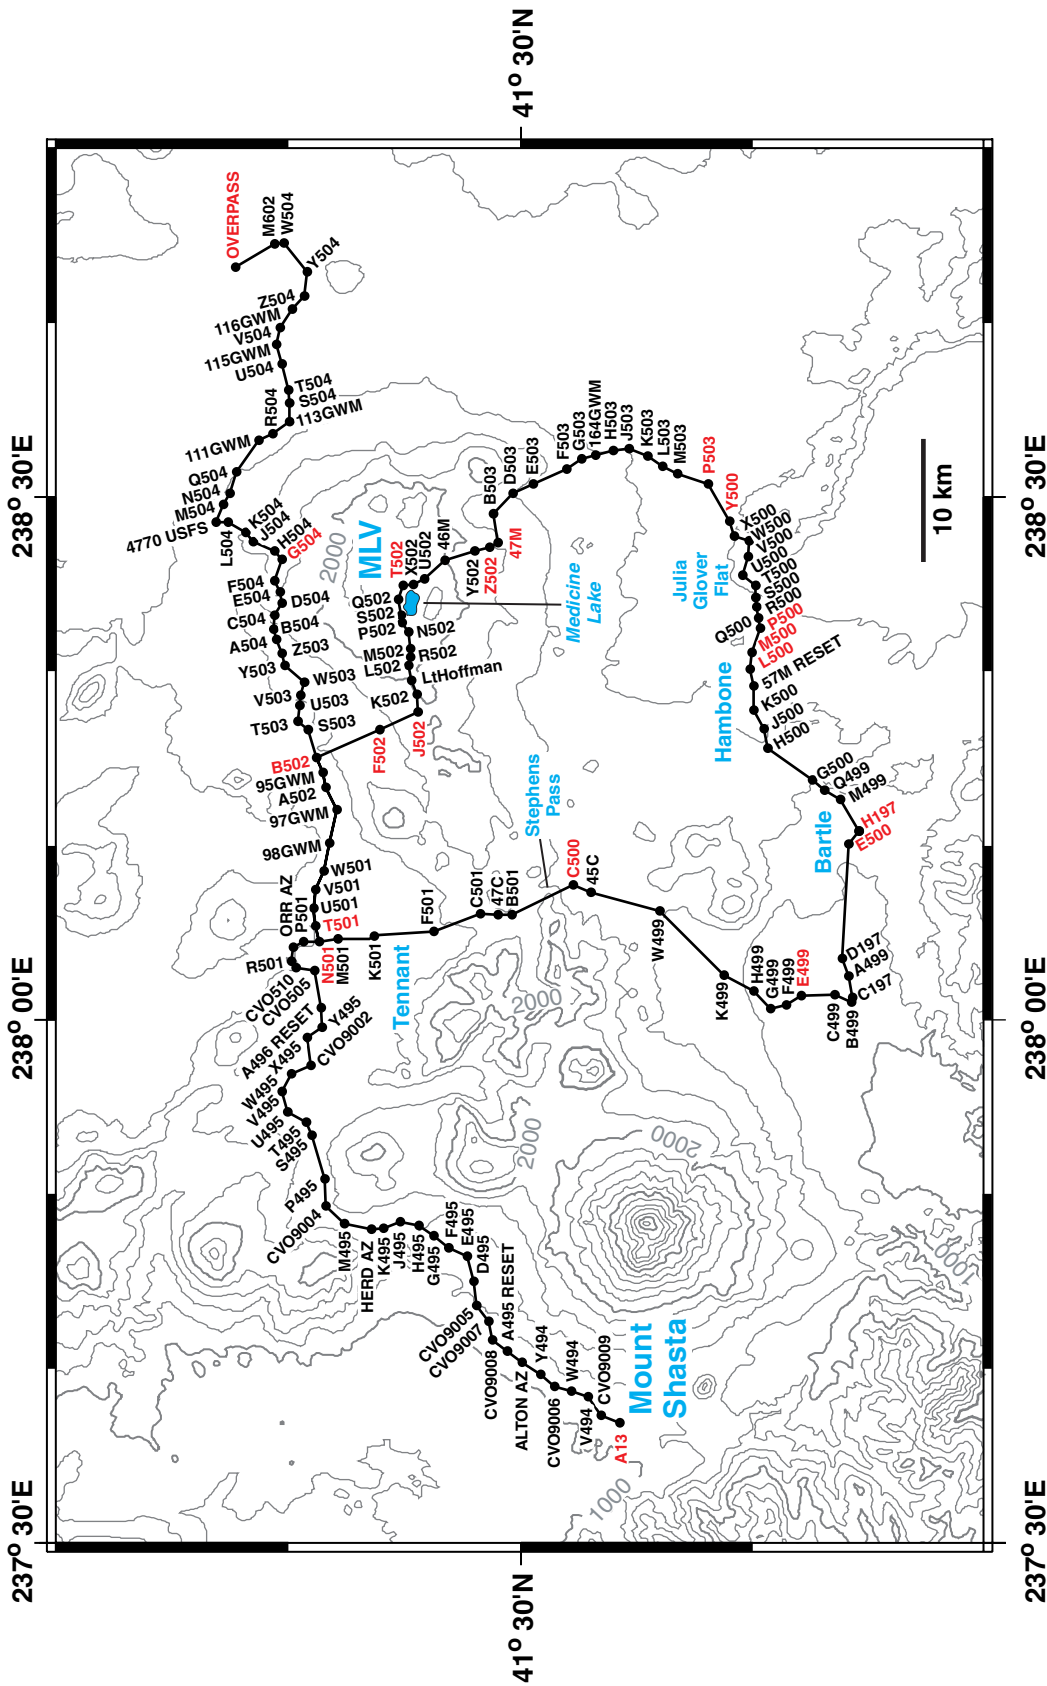 41° 30'N
OVERPASS
M602
W504
Y504
Z504
116GWM
V504
115GWM
U504
T504
S504
113GWM
R504
111GWM
Q504
N504
M504
4770 USFS
L504
K504
J504
H504
G504
F504
E504
D504
C504
B504
A504
Z503
Y503
W503
V503
U503
T503
S503
B502
95GWM
A502
97GWM
98GWM
W501
V501
U501
T501
ORR AZ
P501
N501
M501
R501
CVO510
CVO505
Y495
A496 RESET
CVO9002
X495
W495
V495
U495
T495
S495
P495
CVO9004
M495
HERD AZ
K495
J495
H495
G495
F495
E495
D495
CVO9005
CVO9007
A495 RESET
CVO9008
ALTON AZ
Y494
CVO9006
W494
V494
CVO9009
A13
Mount
Shasta
1000
2000
2000
2000
1000
2000
MLV
T502
X502
U502
46M
Q502
S502
P502
N502
M502
R502
L502
LtHoffman
K502
J502
F502
Y502
Z502
47M
B503
D503
E503
F503
G503
164GWM
H503
J503
K503
L503
M503
P503
Y500
X500
W500
V500
U500
T500
S500
R500
Q500
P500
M500
L500
57M RESET
K500
J500
H500
G500
Q499
M499
H197
E500
D197
A499
C197
B499
C499
E499
F499
G499
H499
K499
W499
45C
C500
B501
47C
C501
F501
K501
Medicine
Lake
Julia
Glover
Flat
Hambone
Bartle
Stephens
Pass
Tennant
10 km
238° 30'E
238° 30'E
238° 00'E
238° 00'E
237° 30'E
237° 30'E
41° 30'N